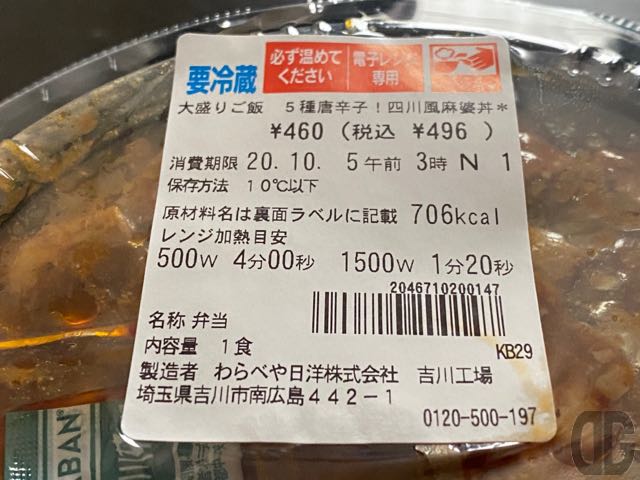 要冷蔵
必ず温めて
ください
電子レンジ
専用
大盛りご飯 5種唐辛子！四川風麻婆丼*
¥460 (税込 ¥496 )
消費期限 20.10. 5午前 3時 N 1
保存方法 10℃以下
原材料名は裏面ラベルに記載 706kcal
レンジ加熱目安
500W 4分00秒 1500W 1分20秒
2046710200147
名称 弁当
内容量 1食
KB29
製造者 わらべや日洋株式会社 吉川工場
埼玉県吉川市南広島442-1
0120-500-197
ABAN